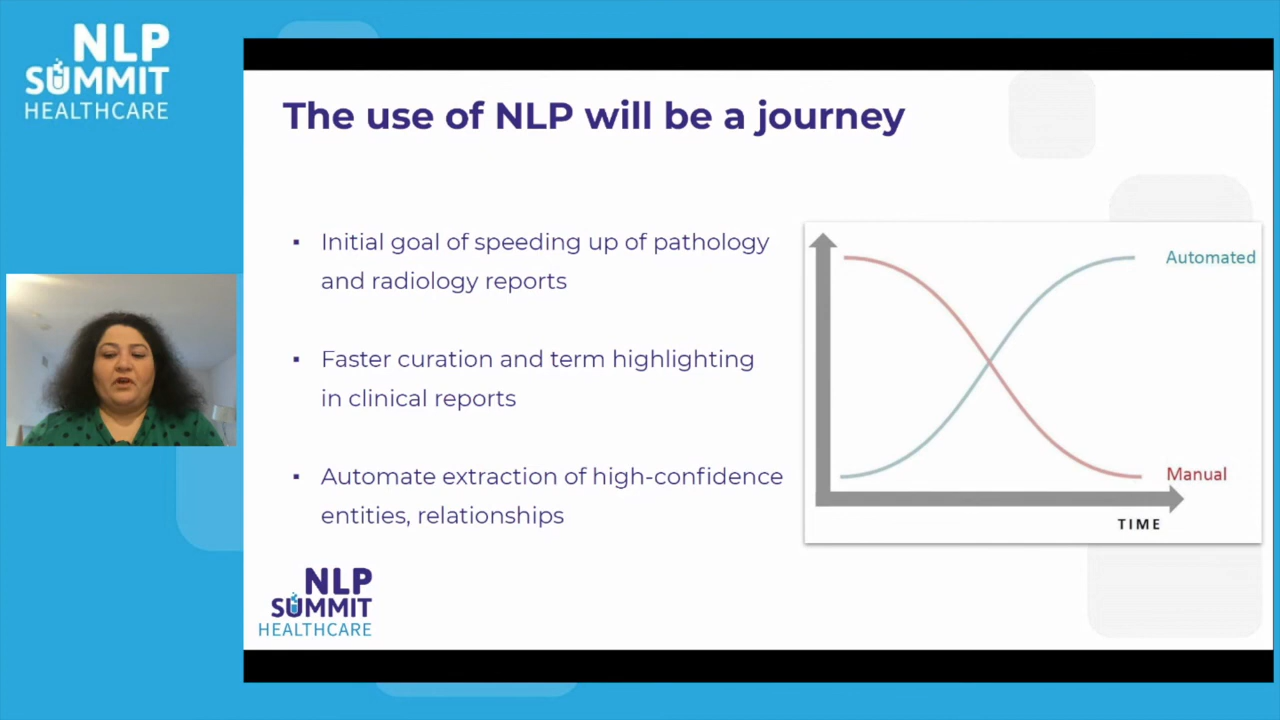 NLP
SUMMIT
HEALTHCARE
The use of NLP will be a journey
▪ Initial goal of speeding up of pathology
and radiology reports
▪ Faster curation and term highlighting
in clinical reports
▪ Automate extraction of high-confidence
entities, relationships
Automated
Manual
TIME
NLP
SUMMIT
HEALTHCARE